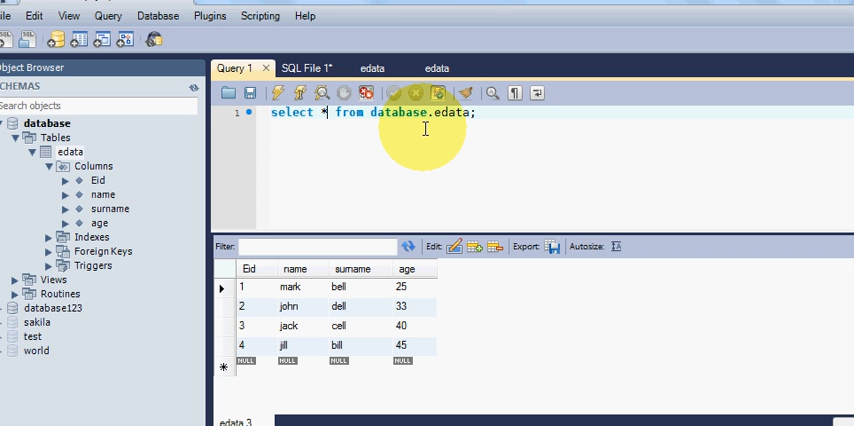 ile Edit View Query Database Plugins Scripting Help
Object Browser
SCHEMAS
Search objects
database
Tables
edata
Columns
Eid
name
surname
age
Indexes
Foreign Keys
Triggers
Views
Routines
database123
sakila
test
world
Query 1 SQL File 1* edata edata
1 select * from database.edata;
Filter: Edit: Export: Autosize:
Eid name surname age
1 mark bell 25
2 john dell 33
3 jack cell 40
4 jill bill 45
NULL NULL NULL NULL
edata 3